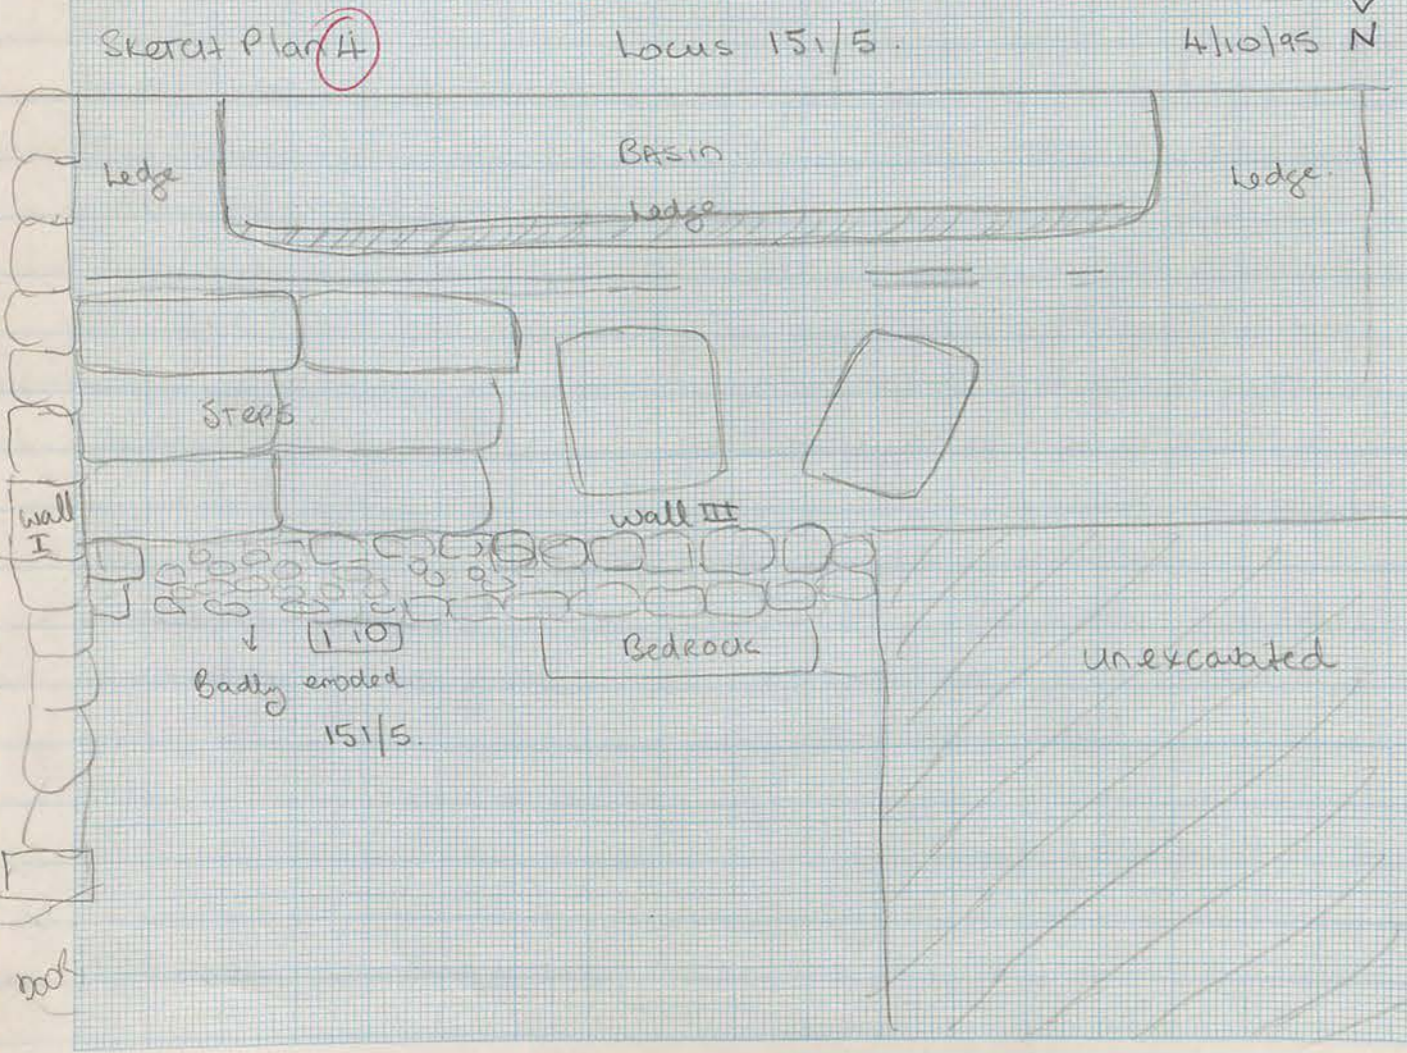 Sketch Plan 4 Locus 151/5. 4/10/95 N
Ledge BASIN Ledge.
Ledge
Steps
Wall III
Wall
I
1 10
Bedrock
Unexcavated
Badly eroded
151/5.
Door